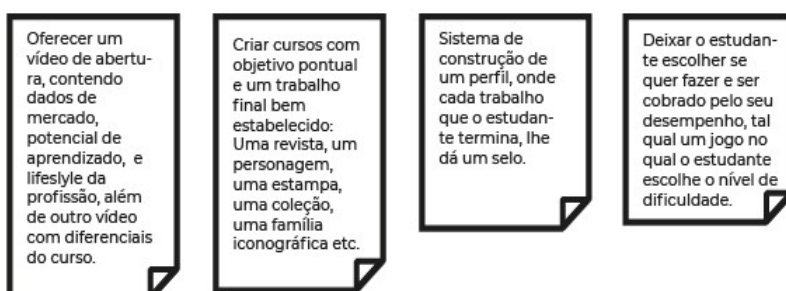 Oferecer um
vídeo de abertu-
ra, contendo
dados de
mercado,
potencial de
aprendizado, e
lifeslyle da
profissão, além
de outro vídeo
com diferenciais
do curso.
Criar cursos com
objetivo pontual
e um trabalho
final bem
estabelecido:
Uma revista, um
personagem,
uma estampa,
uma coleção,
uma família
iconográfica etc.
Sistema de
construção de
um perfil, onde
cada trabalho
que o estudan-
te termina, lhe
dá um selo.
Deixar o estudan-
te escolher se
quer fazer e ser
cobrado pelo seu
desempenho, tal
qual um jogo no
qual o estudante
escolhe o nível de
dificuldade.